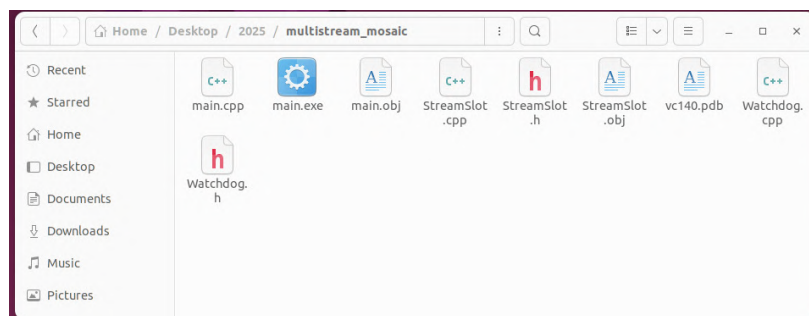 Home / Desktop / 2025 / multistream_mosaic
Recent
Starred
Home
Desktop
Documents
Downloads
Music
Pictures
C++
main.cpp
main.exe
A
main.obj
C++
StreamSlot
.cpp
h
StreamSlot
.h
A
StreamSlot
.obj
A
vc140.pdb
C++
Watchdog.
cpp
h
Watchdog.
h